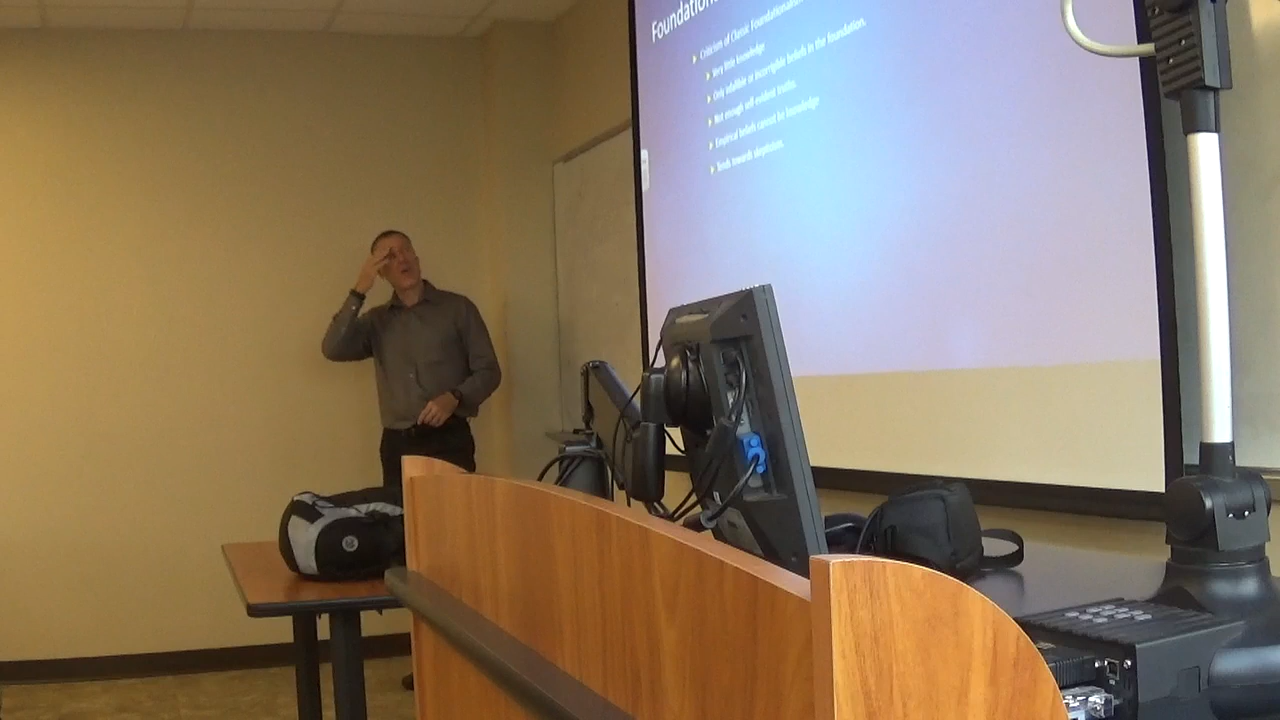 Foundation
Criticism of Classic Foundationalism
Very little knowledge
Only infallible or incorrigible beliefs in the foundation.
Not enough self-evident truths.
Empirical beliefs cannot be knowledge
Tends towards skepticism.